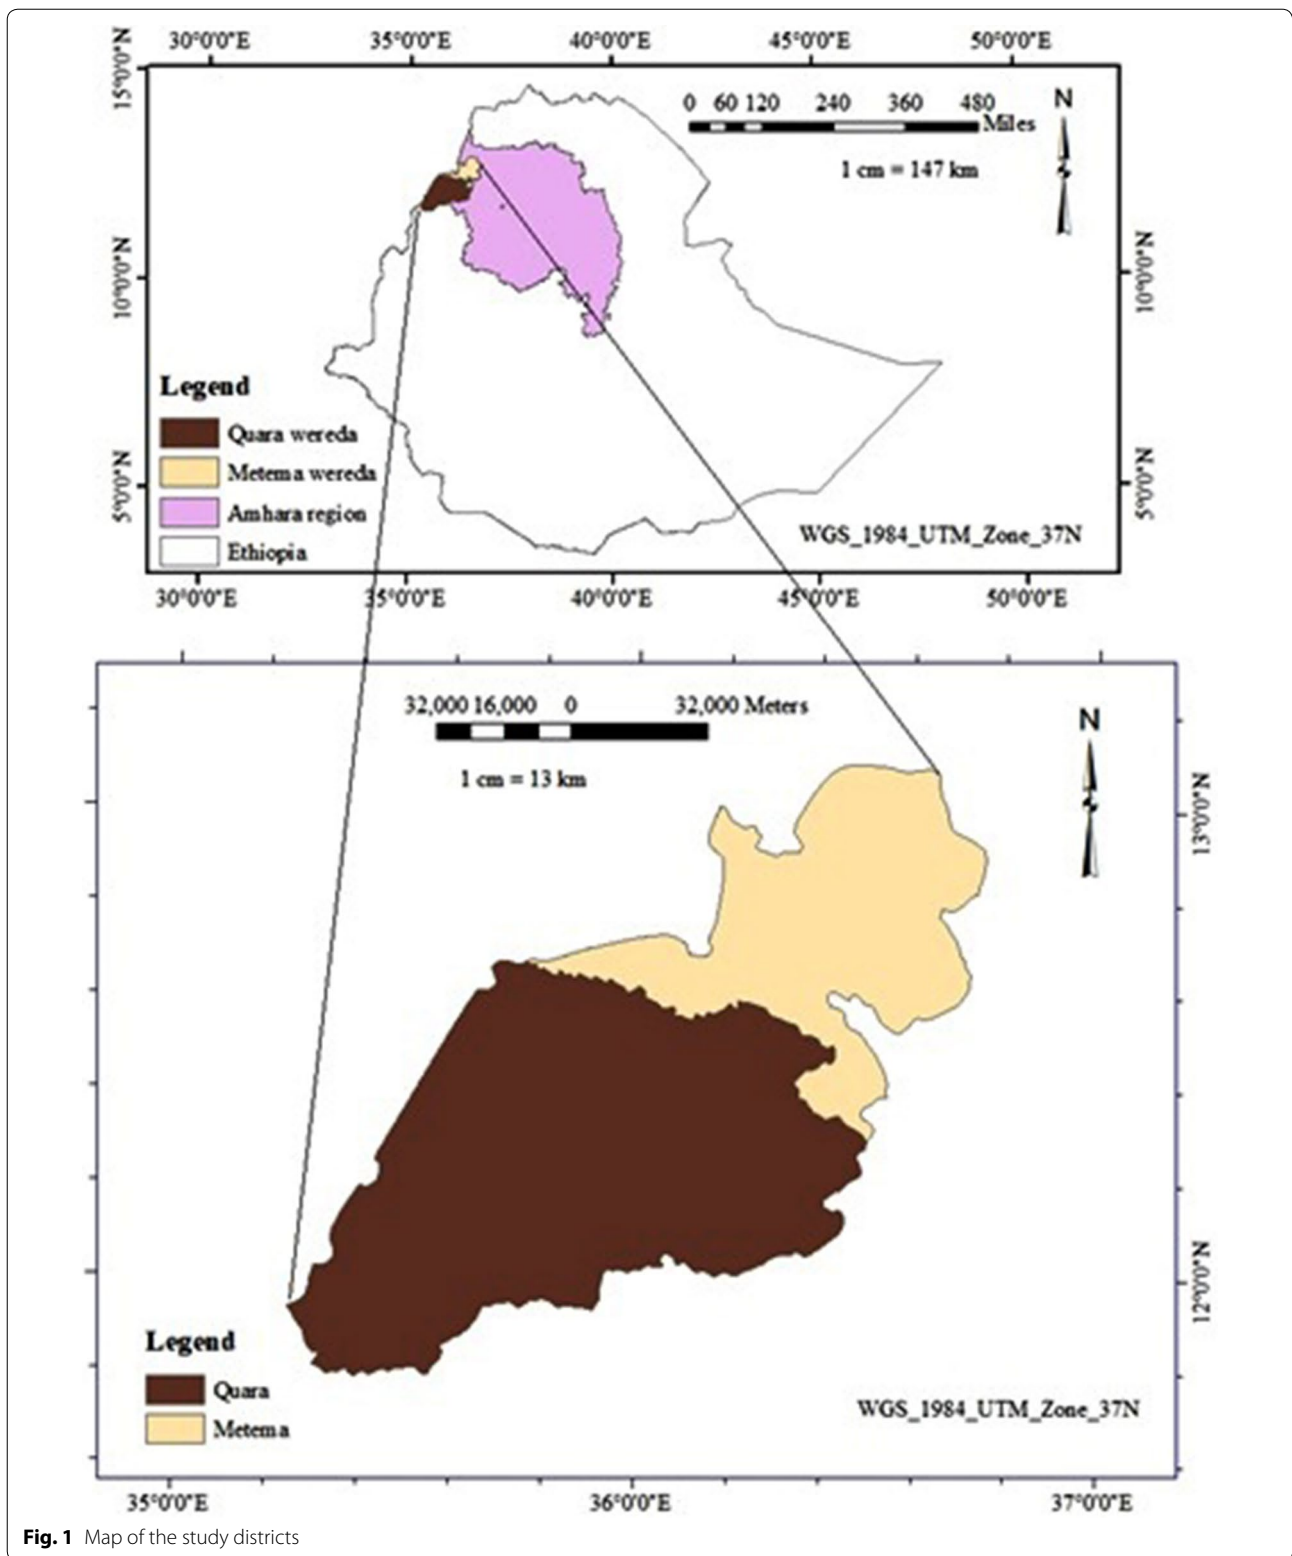 30°0'0"E 35°0'0"E 40°0'0"E 45°0'0"E 50°0'0"E
15°0'0"N
0 60 120 240 360 480
Miles
N
1 cm = 147 km
10°0'0"N
10°0'0"N
Legend
Quara wereda
Metema wereda
Amhara region
Ethiopia
5°0'0"N
5°0'0"N
WGS_1984_UTM_Zone_37N
30°0'0"E 35°0'0"E 40°0'0"E 45°0'0"E 50°0'0"E
32,000 16,000 0 32,000 Meters
N
1 cm = 13 km
13°0'0"N
12°0'0"N
Legend
Quara
Metema
WGS_1984_UTM_Zone_37N
35°0'0"E 36°0'0"E 37°0'0"E
Fig. 1 Map of the study districts